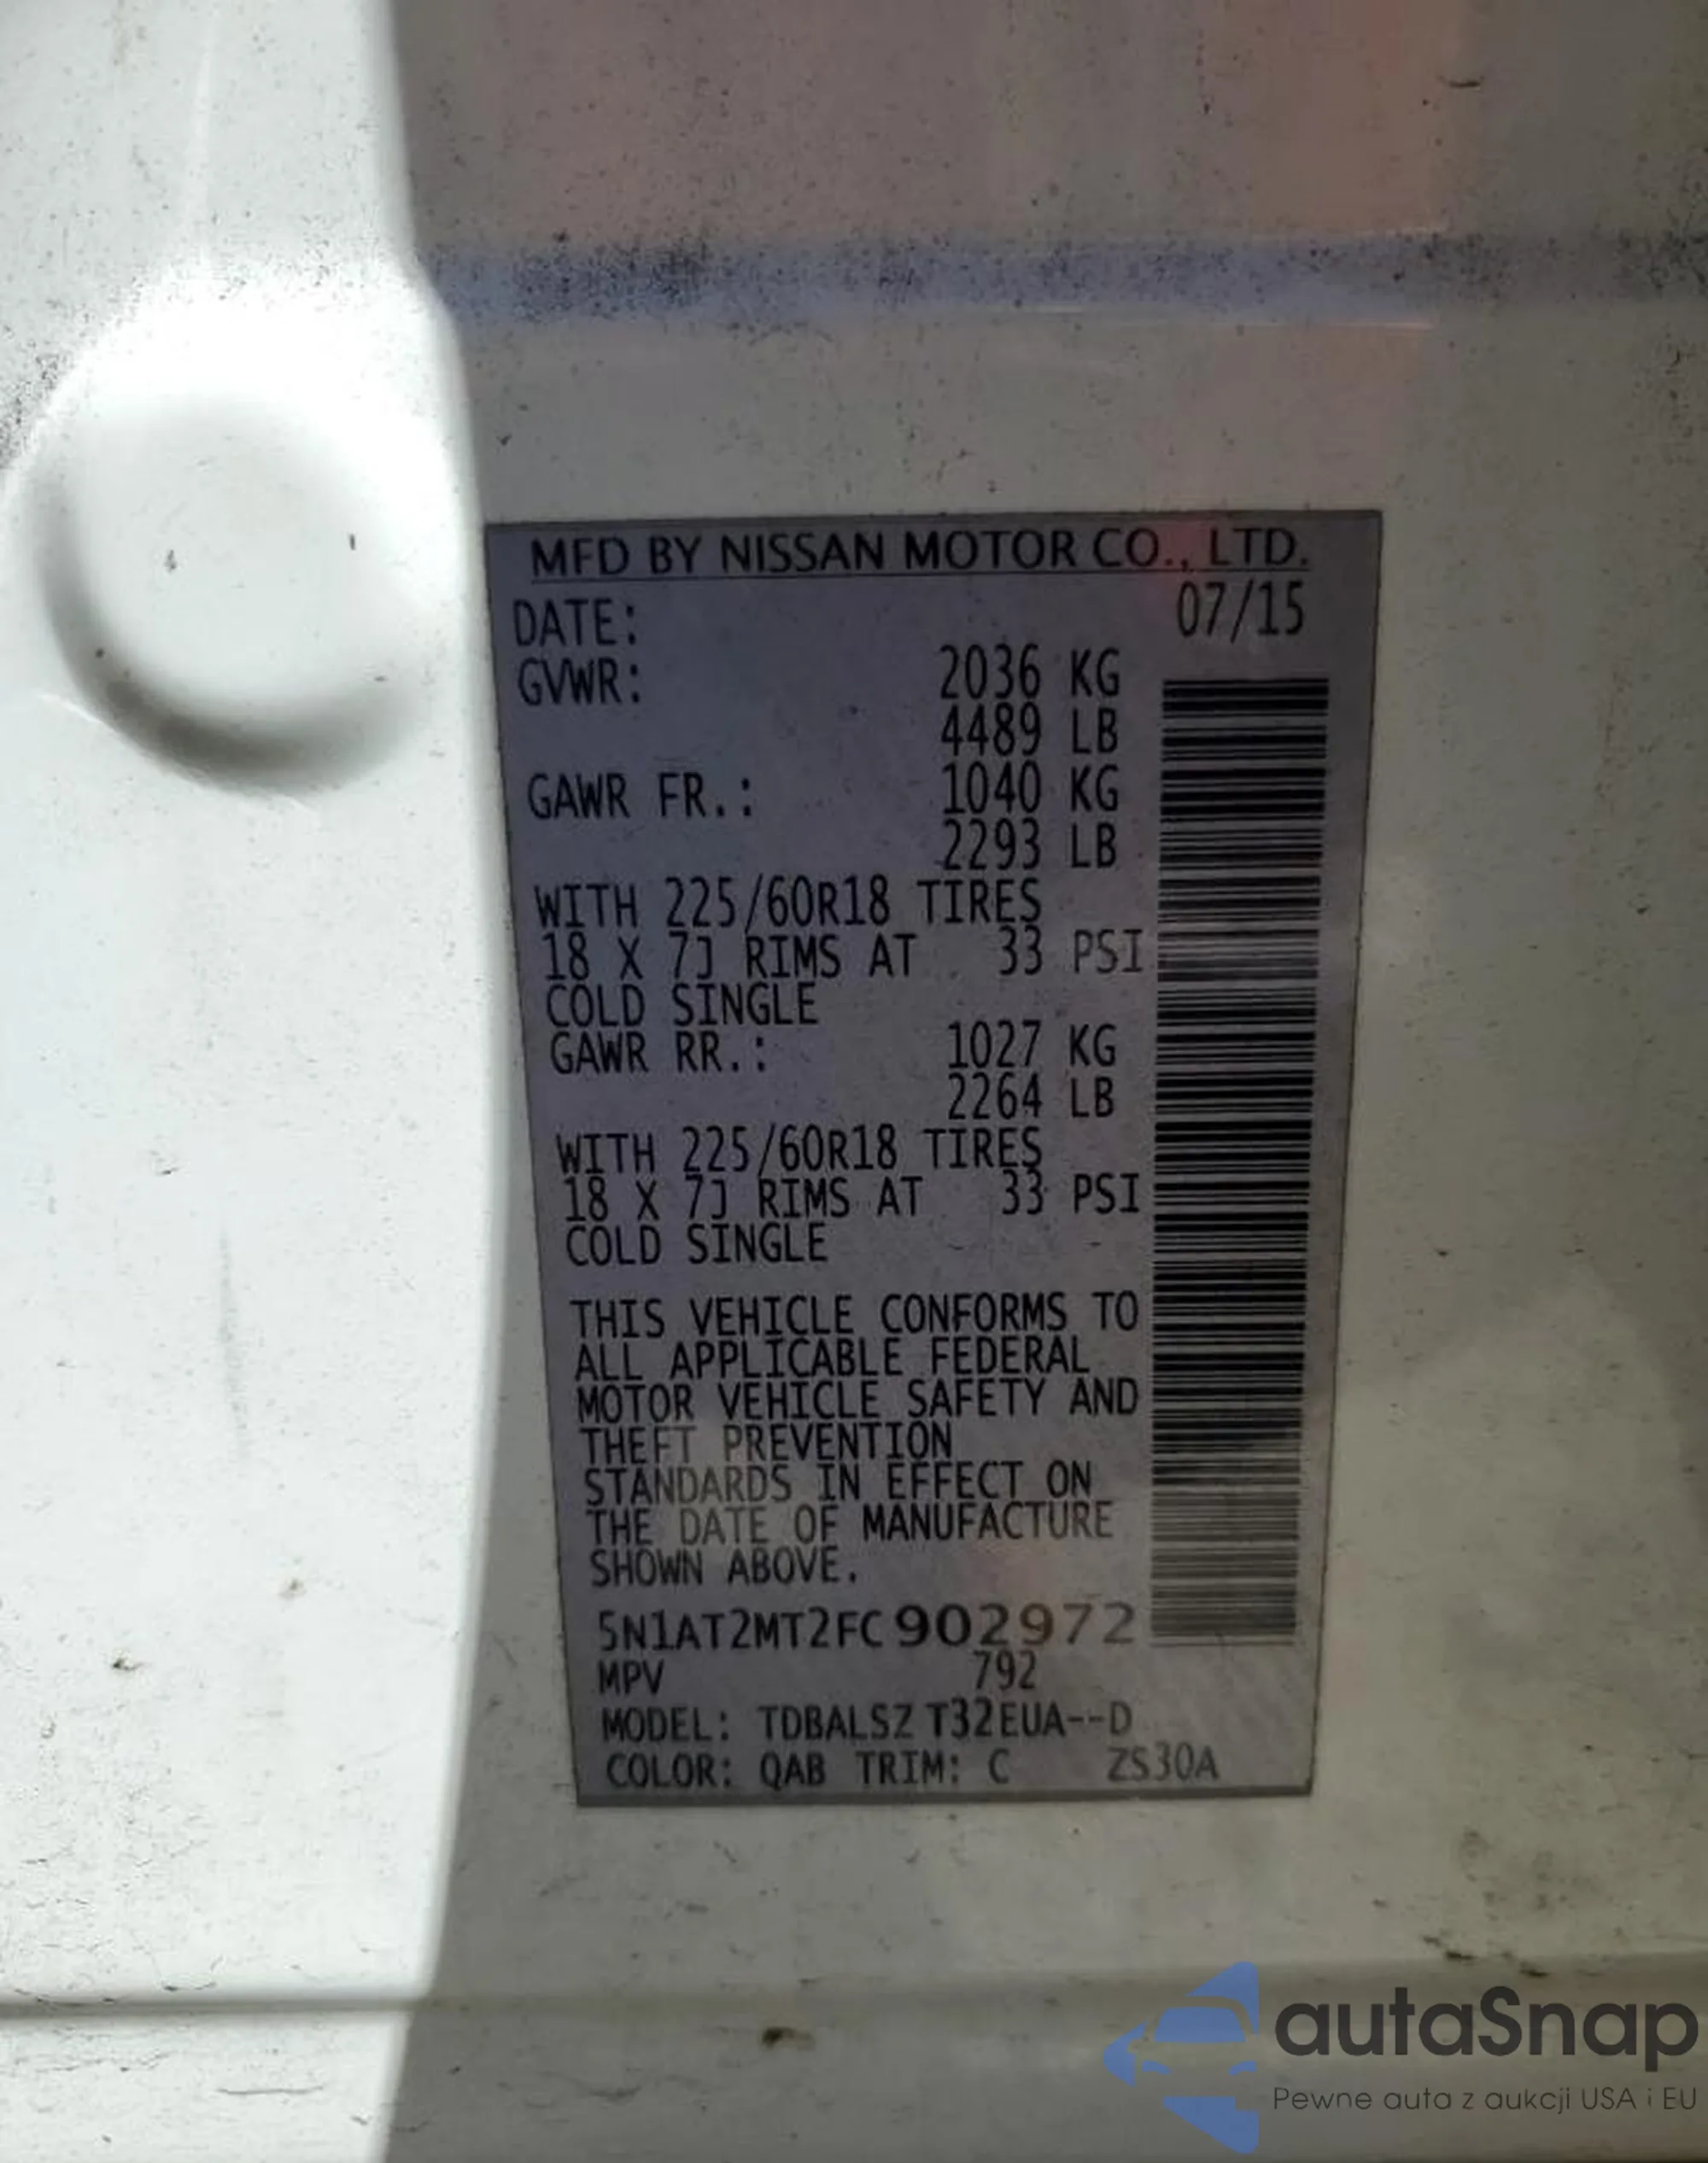 MFD BY NISSAN MOTOR CO., LTD.
DATE: 07/15
GVWR: 2036 KG
4489 LB
GAWR FR.: 1040 KG
2293 LB
WITH 225/60R18 TIRES
18 X 7J RIMS AT 33 PSI
COLD SINGLE
GAWR RR.: 1027 KG
2264 LB
WITH 225/60R18 TIRES
18 X 7J RIMS AT 33 PSI
COLD SINGLE
THIS VEHICLE CONFORMS TO
ALL APPLICABLE FEDERAL
MOTOR VEHICLE SAFETY AND
THEFT PREVENTION
STANDARDS IN EFFECT ON
THE DATE OF MANUFACTURE
SHOWN ABOVE.
5N1AT2MT2FC902972
MPV 792
MODEL: TDBALSZ T32EUA--D
COLOR: QAB TRIM: C ZS30A
autaSnap
Pewne auta z aukcji USA i EU